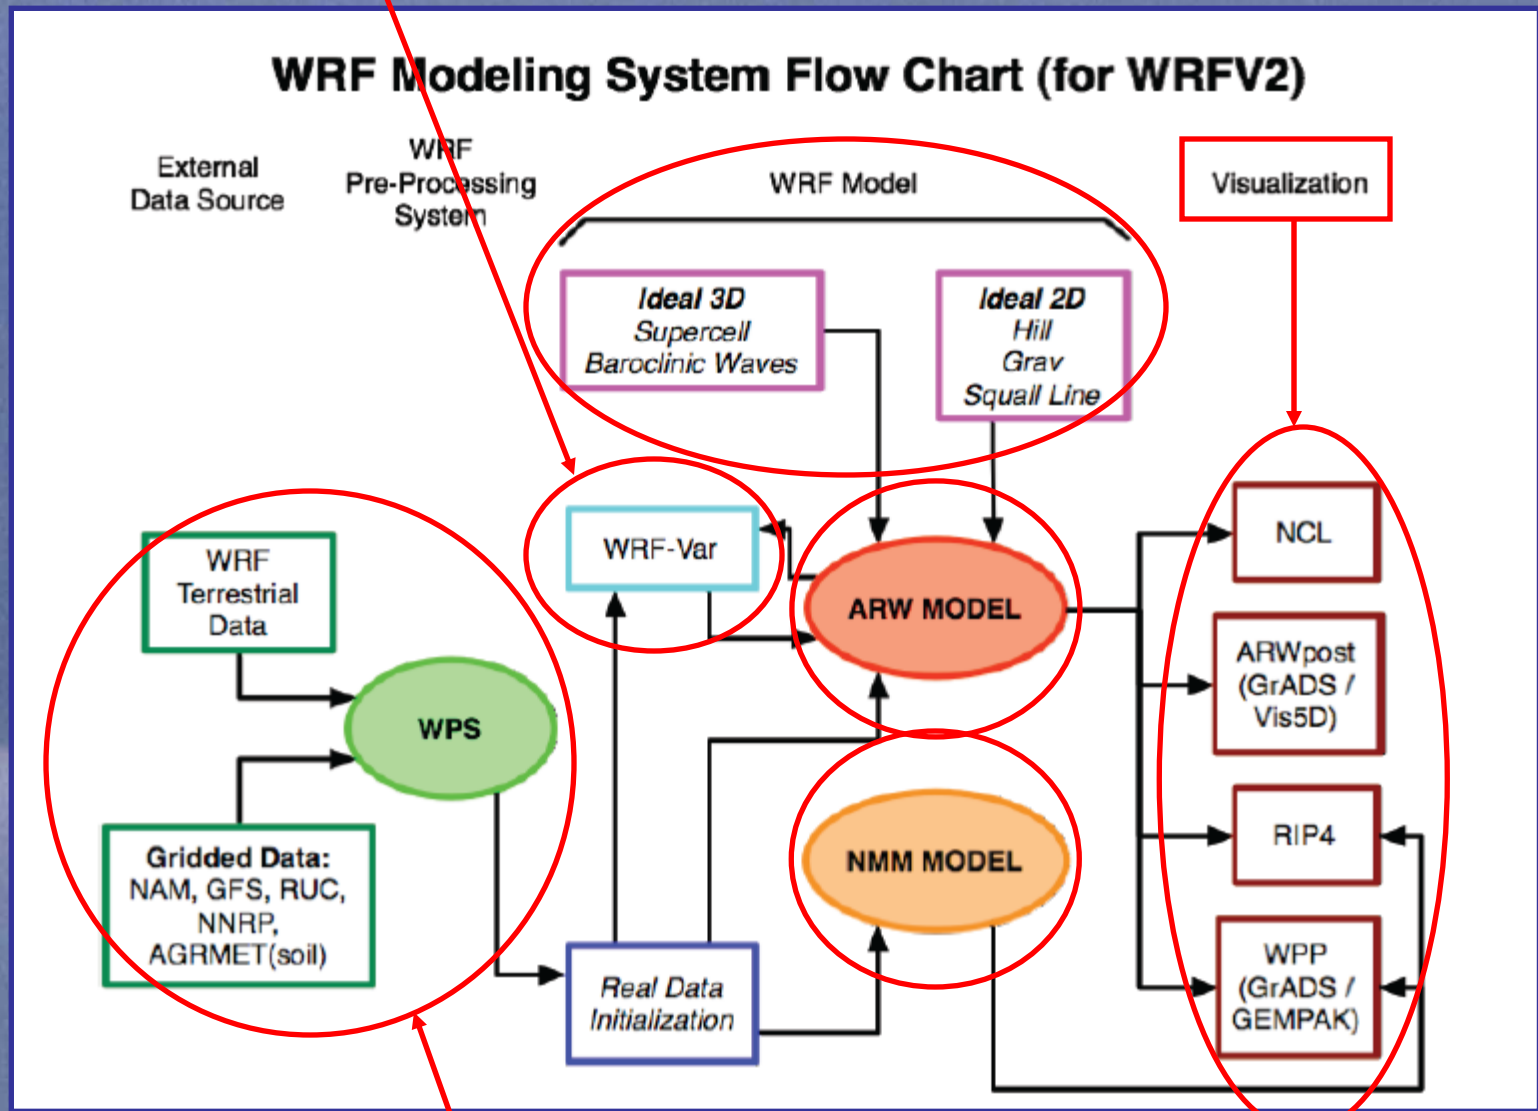 WRF Modeling System Flow Chart (for WRFV2)
External
Data Source
WRF
Pre-Processing
System
WRF Model
Visualization
Ideal 3D
Supercell
Baroclinic Waves
Ideal 2D
Hill
Grav
Squall Line
WRF
Terrestrial
Data
WRF-Var
ARW MODEL
NCL
ARWpost
(GrADS /
Vis5D)
WPS
Gridded Data:
NAM, GFS, RUC,
NNRP,
AGRMET(soil)
NMM MODEL
RIP4
Real Data
Initialization
WPP
(GrADS /
GEMPAK)